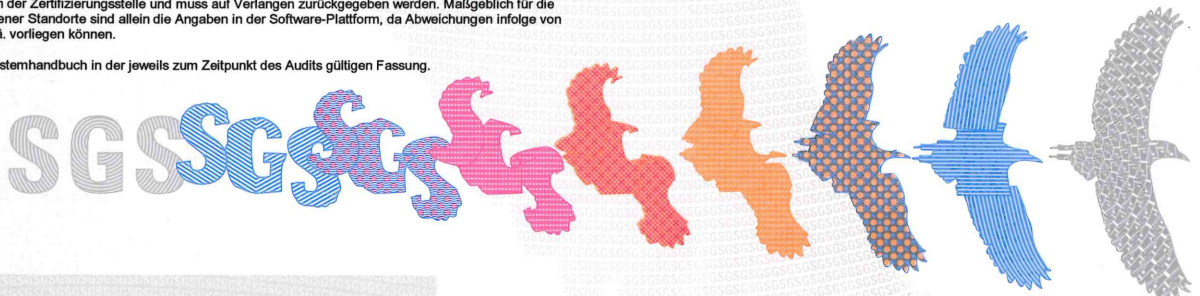 n der Zertifizierungsstelle und muss auf Verlangen zurückgegeben werden. Maßgeblich für die
ener Standorte sind allein die Angaben in der Software-Plattform, da Abweichungen infolge von
ä. vorliegen können.
stemhandbuch in der jeweils zum Zeitpunkt des Audits gültigen Fassung.
SGS SGS SGS